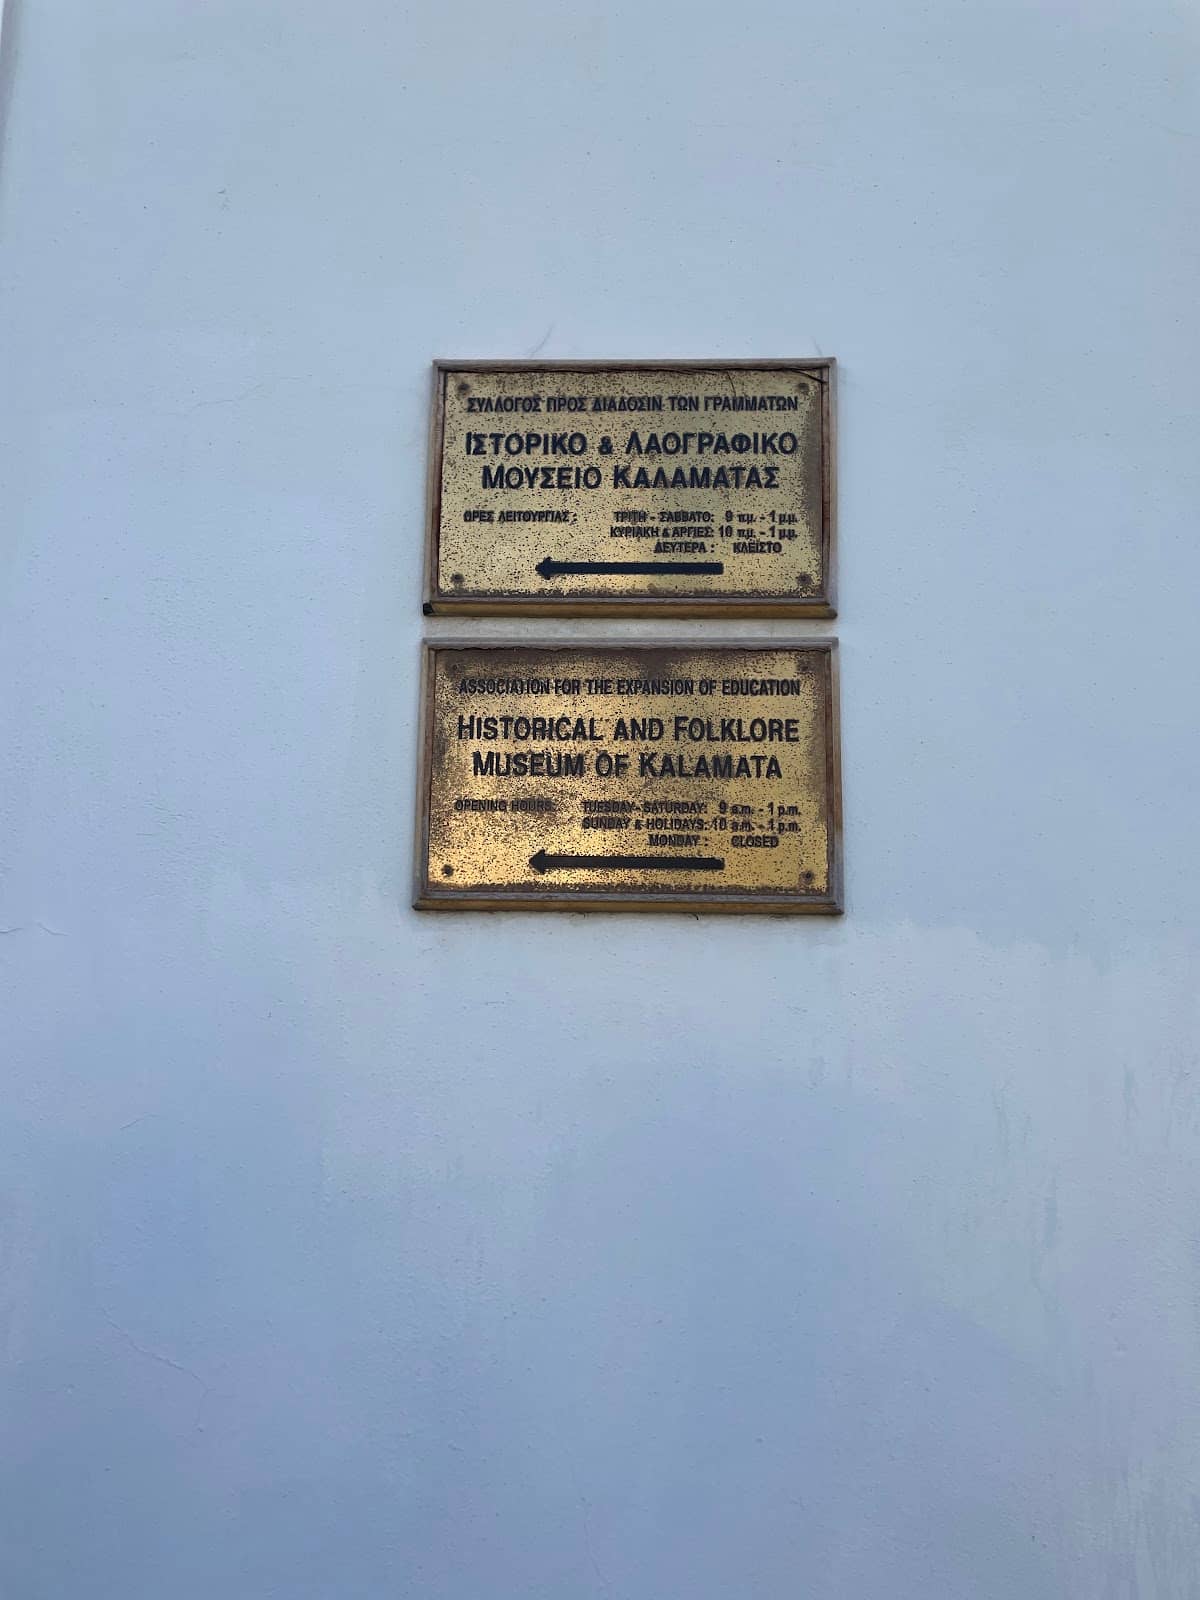 ΣΥΛΛΟΓΟΣ ΠΡΟΣ ΔΙΑΔΟΣΙΝ ΤΩΝ ΓΡΑΜΜΑΤΩΝ
ΙΣΤΟΡΙΚΟ & ΛΑΟΓΡΑΦΙΚΟ
ΜΟΥΣΕΙΟ ΚΑΛΑΜΑΤΑΣ
ΩΡΕΣ ΛΕΙΤΟΥΡΓΙΑΣ : ΤΡΙΤΗ - ΣΑΒΒΑΤΟ: 9 π.μ. - 1 μ.μ.
ΚΥΡΙΑΚΗ & ΑΡΓΙΕΣ: 10 π.μ. - 1 μ.μ.
ΔΕΥΤΕΡΑ : ΚΛΕΙΣΤΟ
ASSOCIATION FOR THE EXPANSION OF EDUCATION
HISTORICAL AND FOLKLORE
MUSEUM OF KALAMATA
OPENING HOURS: TUESDAY - SATURDAY: 9 a.m. - 1 p.m.
SUNDAY & HOLIDAYS: 10 a.m. - 1 p.m.
MONDAY : CLOSED